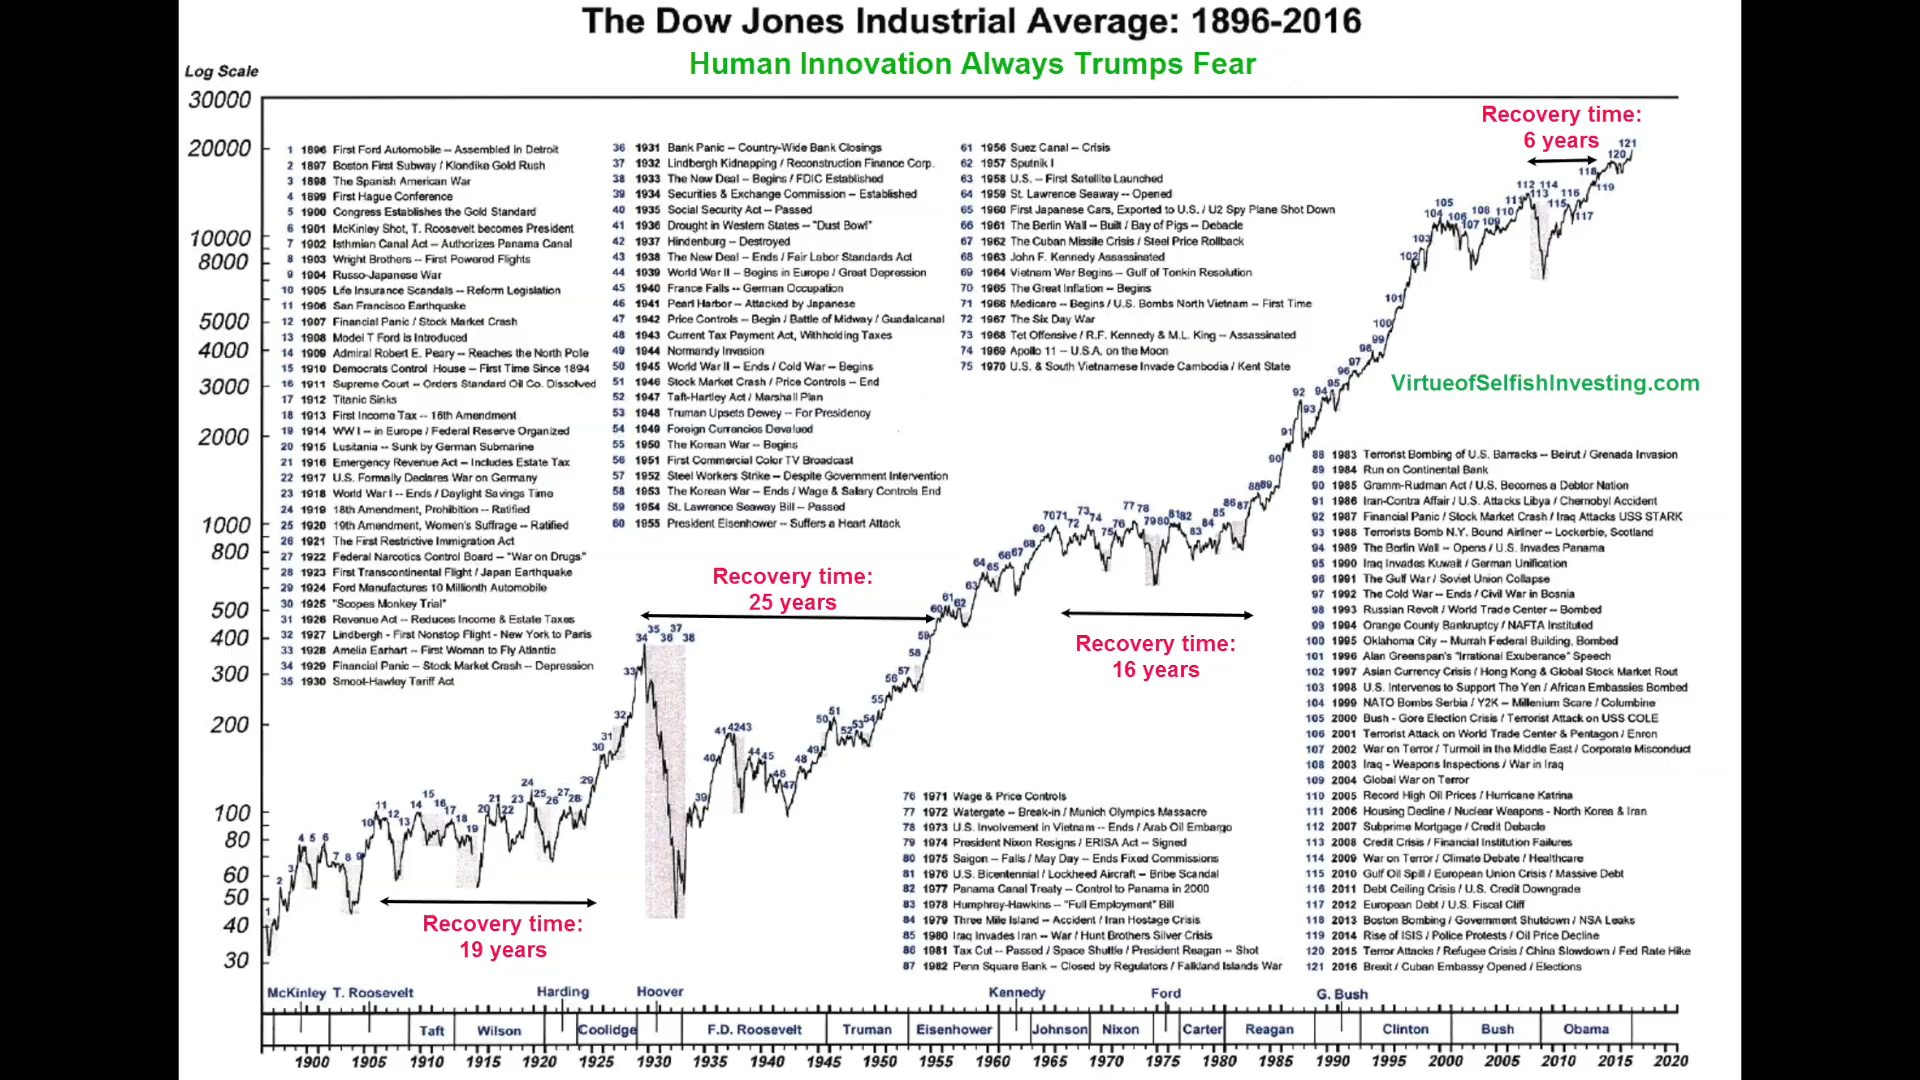 The Dow Jones Industrial Average: 1896-2016
Human Innovation Always Trumps Fear
Log Scale
30000
20000
10000
8000
5000
4000
3000
2000
1000
800
500
400
300
200
100
80
60
50
40
30
1 1896 First Ford Automobile -- Assembled in Detroit
2 1897 Boston First Subway / Klondike Gold Rush
3 1898 The Spanish American War
4 1899 First Hague Conference
5 1900 Congress Establishes the Gold Standard
6 1901 McKinley Shot, T. Roosevelt becomes President
7 1902 Isthmian Canal Act -- Authorizes Panama Canal
8 1903 Wright Brothers -- First Powered Flights
9 1904 Russo-Japanese War
10 1905 Life Insurance Scandals -- Reform Legislation
11 1906 San Francisco Earthquake
12 1907 Financial Panic / Stock Market Crash
13 1908 Model T Ford is Introduced
14 1909 Admiral Robert E. Peary -- Reaches the North Pole
15 1910 Democrats Control House -- First Time Since 1894
16 1911 Supreme Court -- Orders Standard Oil Co. Dissolved
17 1912 Titanic Sinks
18 1913 First Income Tax -- 16th Amendment
19 1914 WW I -- in Europe / Federal Reserve Organized
20 1915 Lusitania -- Sunk by German Submarine
21 1916 Emergency Revenue Act -- Includes Estate Tax
22 1917 U.S. Formally Declares War on Germany
23 1918 World War I -- Ends / Daylight Savings Time
24 1919 18th Amendment, Prohibition -- Ratified
25 1920 19th Amendment, Women's Suffrage -- Ratified
26 1921 The First Restrictive Immigration Act
27 1922 Federal Narcotics Control Board -- "War on Drugs"
28 1923 First Transcontinental Flight / Japan Earthquake
29 1924 Ford Manufactures 10 Millionth Automobile
30 1925 "Scopes Monkey Trial"
31 1926 Revenue Act -- Reduces Income & Estate Taxes
32 1927 Lindbergh - First Nonstop Flight - New York to Paris
33 1928 Amelia Earhart -- First Woman to Fly Atlantic
34 1929 Financial Panic -- Stock Market Crash -- Depression
35 1930 Smoot-Hawley Tariff Act
36 1931 Bank Panic -- Country-Wide Bank Closings
37 1932 Lindbergh Kidnapping / Reconstruction Finance Corp.
38 1933 The New Deal -- Begins / FDIC Established
39 1934 Securities & Exchange Commission -- Established
40 1935 Social Security Act -- Passed
41 1936 Drought in Western States -- "Dust Bowl"
42 1937 Hindenburg -- Destroyed
43 1938 The New Deal -- Ends / Fair Labor Standards Act
44 1939 World War II -- Begins in Europe / Great Depression
45 1940 France Falls -- German Occupation
46 1941 Pearl Harbor -- Attacked by Japanese
47 1942 Price Controls -- Begin / Battle of Midway / Guadalcanal
48 1943 Current Tax Payment Act, Withholding Taxes
49 1944 Normandy Invasion
50 1945 World War II -- Ends / Cold War -- Begins
51 1946 Stock Market Crash / Price Controls -- End
52 1947 Taft-Hartley Act / Marshall Plan
53 1948 Truman Upsets Dewey -- For Presidency
54 1949 Foreign Currencies Devalued
55 1950 The Korean War -- Begins
56 1951 First Commercial Color TV Broadcast
57 1952 Steel Workers Strike -- Despite Government Intervention
58 1953 The Korean War -- Ends / Wage & Salary Controls End
59 1954 St. Lawrence Seaway Bill -- Passed
60 1955 President Eisenhower -- Suffers a Heart Attack
61 1956 Suez Canal -- Crisis
62 1957 Sputnik I
63 1958 U.S. -- First Satellite Launched
64 1959 St. Lawrence Seaway -- Opened
65 1960 First Japanese Cars, Exported to U.S. / U2 Spy Plane Shot Down
66 1961 The Berlin Wall -- Built / Bay of Pigs -- Debacle
67 1962 The Cuban Missile Crisis / Steel Price Rollback
68 1963 John F. Kennedy Assassinated
69 1964 Vietnam War Begins -- Gulf of Tonkin Resolution
70 1965 The Great Inflation -- Begins
71 1966 Medicare -- Begins / U.S. Bombs North Vietnam -- First Time
72 1967 The Six Day War
73 1968 Tet Offensive / R.F. Kennedy & M.L. King -- Assassinated
74 1969 Apollo 11 -- U.S.A. on the Moon
75 1970 U.S. & South Vietnamese Invade Cambodia / Kent State
Recovery time:
6 years
VirtueofSelfishInvesting.com
Recovery time:
25 years
Recovery time:
16 years
Recovery time:
19 years
76 1971 Wage & Price Controls
77 1972 Watergate -- Break-in / Munich Olympics Massacre
78 1973 U.S. Involvement in Vietnam -- Ends / Arab Oil Embargo
79 1974 President Nixon Resigns / ERISA Act -- Signed
80 1975 Saigon -- Falls / May Day -- Ends Fixed Commissions
81 1976 U.S. Bicentennial / Lockheed Aircraft -- Bribe Scandal
82 1977 Panama Canal Treaty -- Control to Panama in 2000
83 1978 Humphrey-Hawkins -- "Full Employment" Bill
84 1979 Three Mile Island -- Accident / Iran Hostage Crisis
85 1980 Iraq Invades Iran -- War / Hunt Brothers Silver Crisis
86 1981 Tax Cut -- Passed / Space Shuttle / President Reagan -- Shot
87 1982 Penn Square Bank -- Closed by Regulators / Falkland Islands War
88 1983 Terrorist Bombing of U.S. Barracks -- Beirut / Grenada Invasion
89 1984 Run on Continental Bank
90 1985 Gramm-Rudman Act / U.S. Becomes a Debtor Nation
91 1986 Iran-Contra Affair / U.S. Attacks Libya / Chernobyl Accident
92 1987 Financial Panic / Stock Market Crash / Iraq Attacks USS STARK
93 1988 Terrorists Bomb N.Y. Bound Airliner -- Lockerbie, Scotland
94 1989 The Berlin Wall -- Opens / U.S. Invades Panama
95 1990 Iraq Invades Kuwait / German Unification
96 1991 The Gulf War / Soviet Union Collapse
97 1992 The Cold War -- Ends / Civil War in Bosnia
98 1993 Russian Revolt / World Trade Center -- Bombed
99 1994 Orange County Bankruptcy / NAFTA Instituted
100 1995 Oklahoma City -- Murrah Federal Building, Bombed
101 1996 Alan Greenspan's "Irrational Exuberance" Speech
102 1997 Asian Currency Crisis / Hong Kong & Global Stock Market Rout
103 1998 U.S. Intervenes to Support The Yen / African Embassies Bombed
104 1999 NATO Bombs Serbia / Y2K -- Millenium Scare / Columbine
105 2000 Bush - Gore Election Crisis / Terrorist Attack on USS COLE
106 2001 Terrorist Attack on World Trade Center & Pentagon / Enron
107 2002 War on Terror / Turmoil in the Middle East / Corporate Misconduct
108 2003 Iraq - Weapons Inspections / War in Iraq
109 2004 Global War on Terror
110 2005 Record High Oil Prices / Hurricane Katrina
111 2006 Housing Decline / Nuclear Weapons - North Korea & Iran
112 2007 Subprime Mortgage / Credit Debacle
113 2008 Credit Crisis / Financial Institution Failures
114 2009 War on Terror / Climate Debate / Healthcare
115 2010 Gulf Oil Spill / European Union Crisis / Massive Debt
116 2011 Debt Ceiling Crisis / U.S. Credit Downgrade
117 2012 European Debt / U.S. Fiscal Cliff
118 2013 Boston Bombing / Government Shutdown / NSA Leaks
119 2014 Rise of ISIS / Police Protests / Oil Price Decline
120 2015 Terror Attacks / Refugee Crisis / China Slowdown / Fed Rate Hike
121 2016 Brexit / Cuban Embassy Opened / Elections
McKinley T. Roosevelt Harding Hoover Kennedy Ford G. Bush
Taft Wilson Coolidge F.D. Roosevelt Truman Eisenhower Johnson Nixon Carter Reagan Clinton Bush Obama
1900 1905 1910 1915 1920 1925 1930 1935 1940 1945 1950 1955 1960 1965 1970 1975 1980 1985 1990 1995 2000 2005 2010 2015 2020